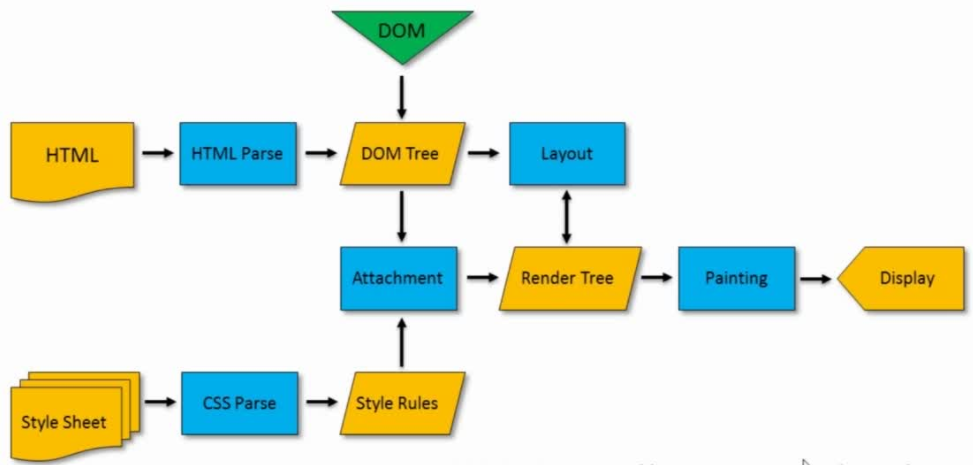 DOM
HTML
HTML Parse
DOM Tree
Layout
Attachment
Render Tree
Painting
Display
Style Sheet
CSS Parse
Style Rules